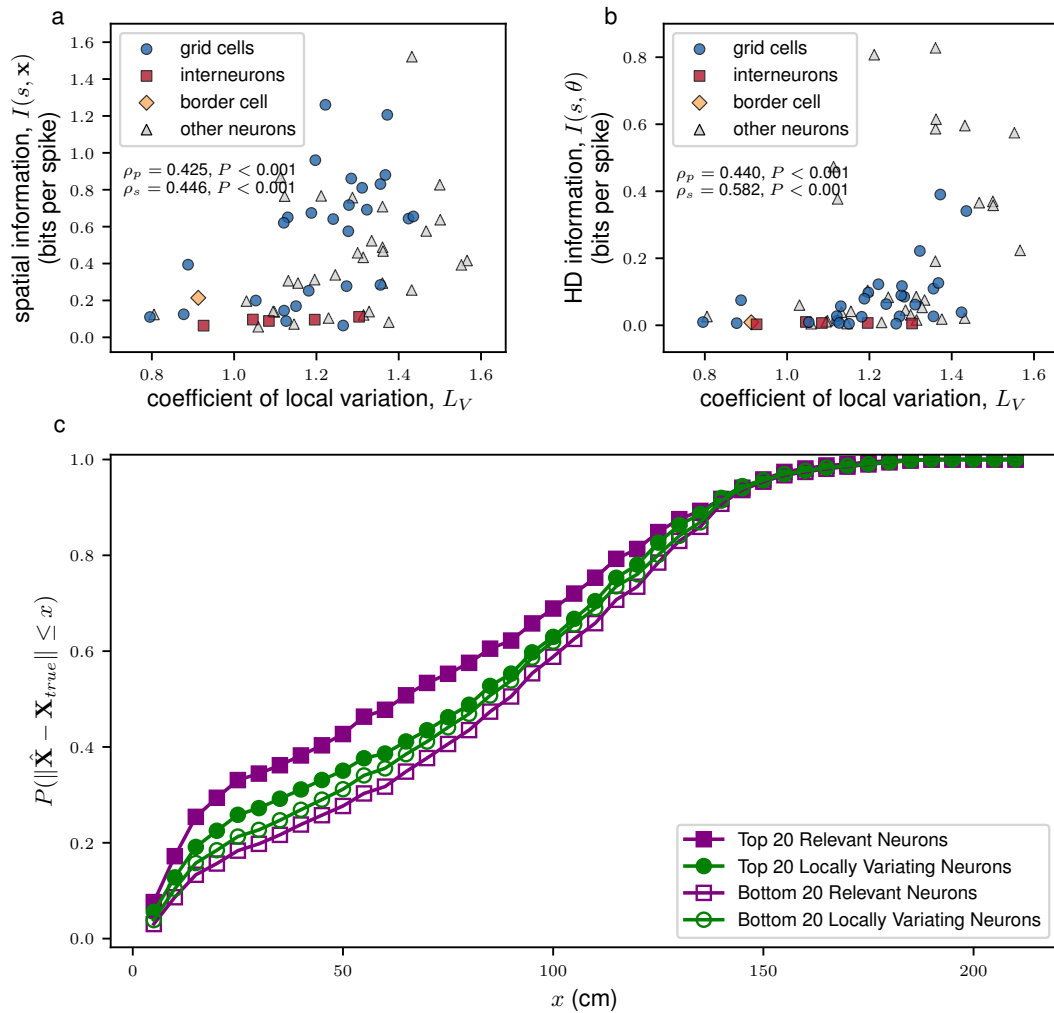 a
spatial information, I(s, x)
(bits per spike)
1.6
1.4
1.2
1.0
0.8
0.6
0.4
0.2
0.0
grid cells
interneurons
border cell
other neurons
ρp = 0.425, P < 0.001
ρs = 0.446, P < 0.001
0.8 1.0 1.2 1.4 1.6
coefficient of local variation, LV
b
HD information, I(s, θ)
(bits per spike)
0.8
0.6
0.4
0.2
0.0
grid cells
interneurons
border cell
other neurons
ρp = 0.440, P < 0.001
ρs = 0.582, P < 0.001
0.8 1.0 1.2 1.4 1.6
coefficient of local variation, LV
c
P(||X̂ − Xtrue|| ≤ x)
1.0
0.8
0.6
0.4
0.2
0.0
Top 20 Relevant Neurons
Top 20 Locally Variating Neurons
Bottom 20 Relevant Neurons
Bottom 20 Locally Variating Neurons
0 50 100 150 200
x (cm)